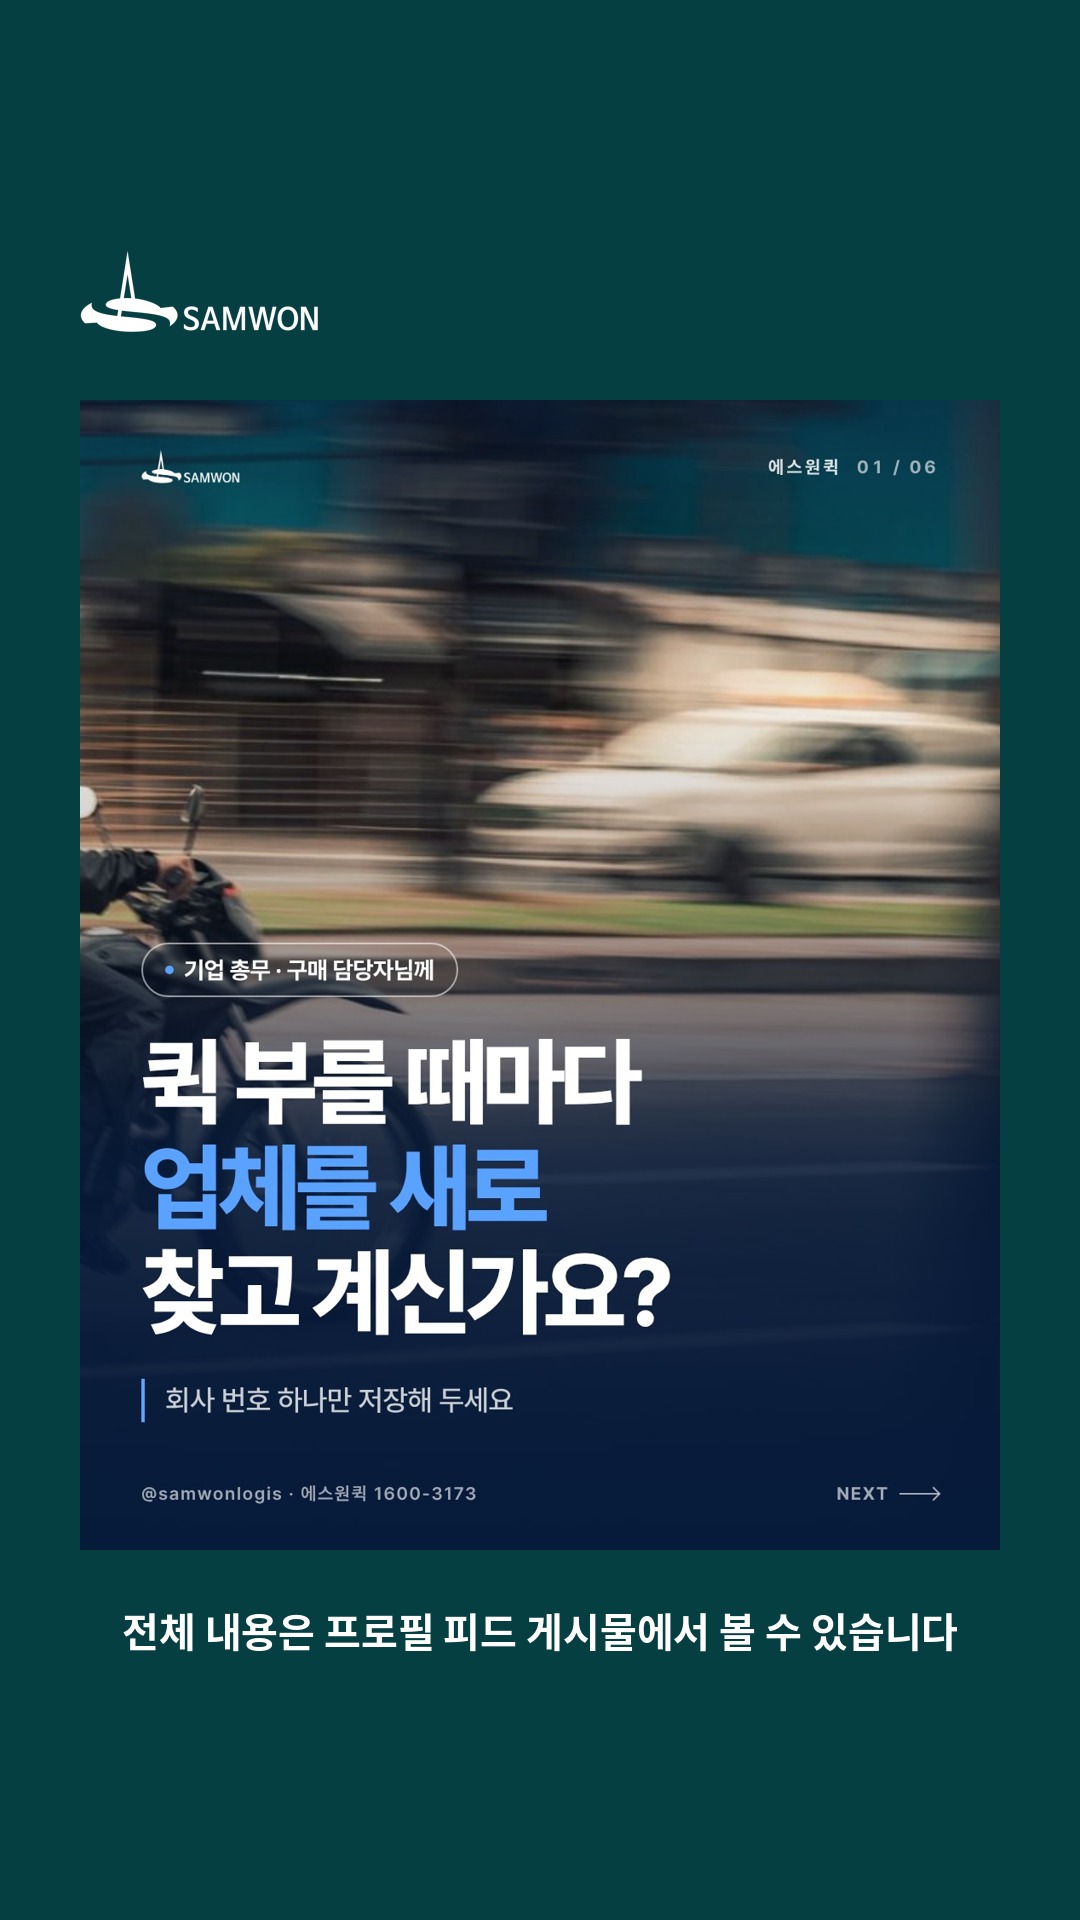 SAMWON
SAMWON
에스원퀵 01 / 06
기업 총무 · 구매 담당자님께
퀵 부를 때마다
업체를 새로
찾고 계신가요?
회사 번호 하나만 저장해 두세요
@samwonlogis · 에스원퀵 1600-3173
NEXT
전체 내용은 프로필 피드 게시물에서 볼 수 있습니다